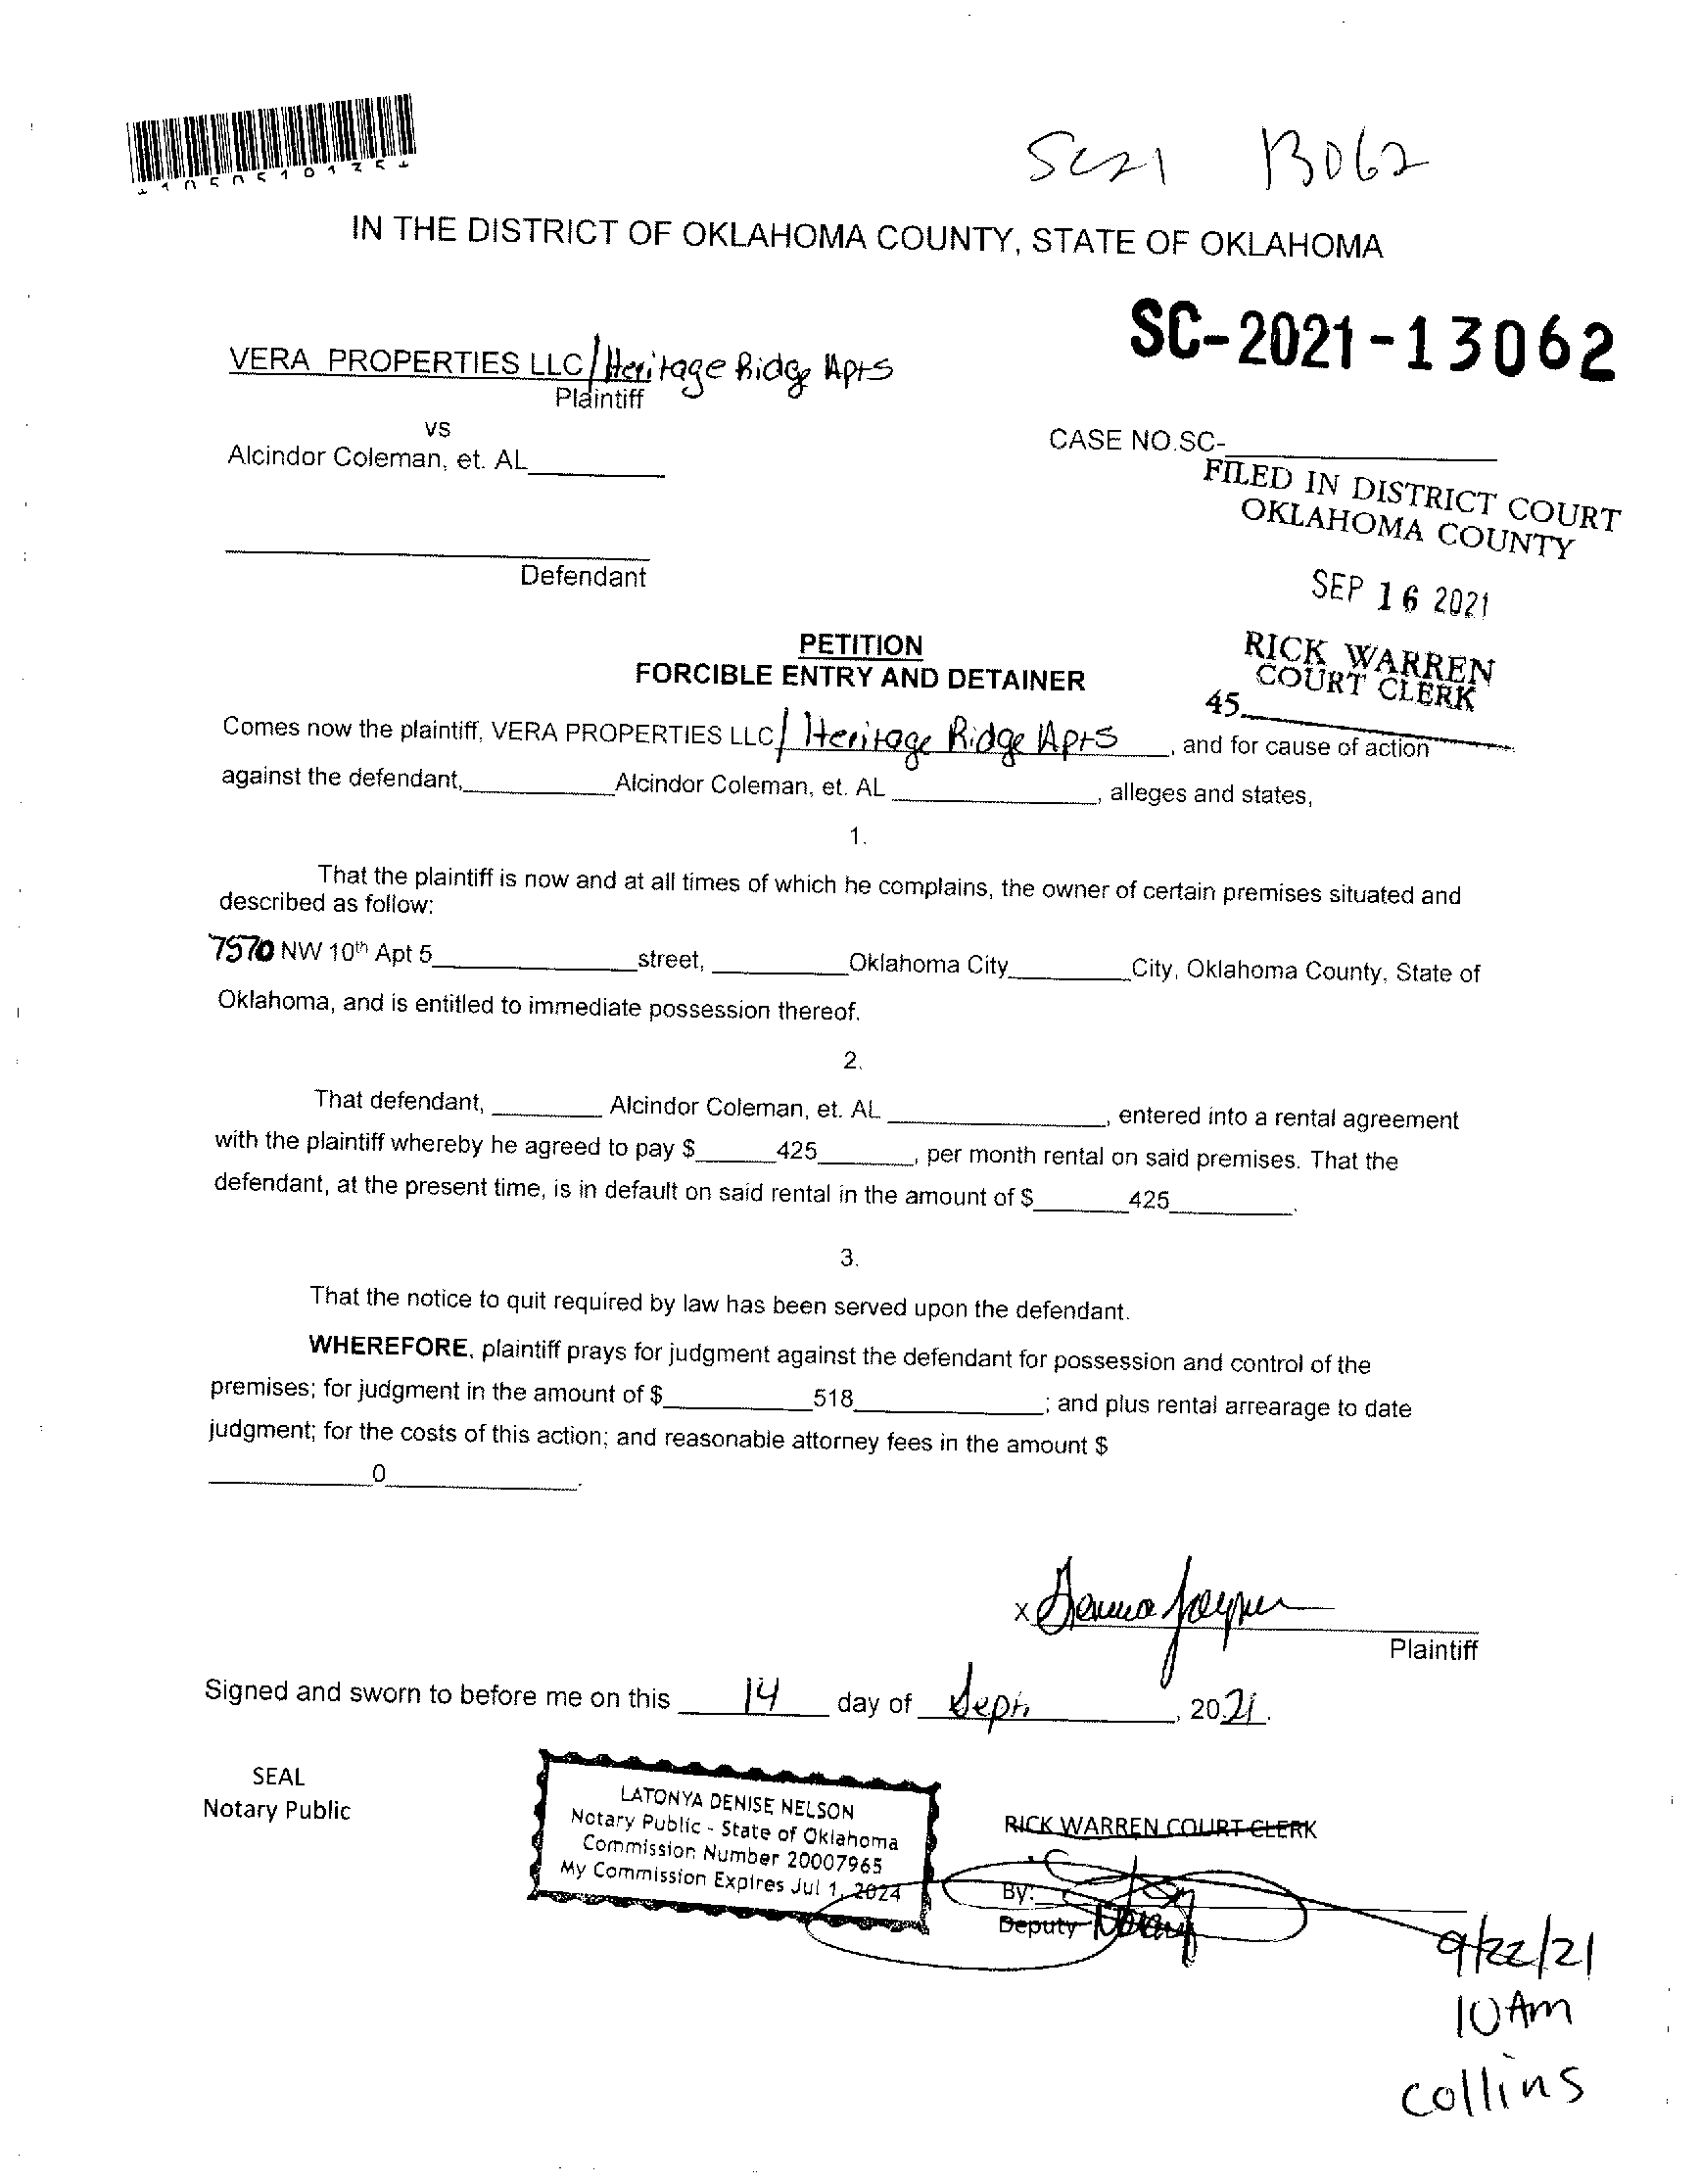 SC21 13062
IN THE DISTRICT OF OKLAHOMA COUNTY, STATE OF OKLAHOMA
SC-2021-13062
VERA PROPERTIES LLC/Heritage Ridge Apts
Plaintiff
vs
CASE NO.SC-
Alcindor Coleman, et. AL
FILED IN DISTRICT COURT
OKLAHOMA COUNTY
Defendant
SEP 16 2021
PETITION
FORCIBLE ENTRY AND DETAINER
RICK WARREN
COURT CLERK
45
Comes now the plaintiff, VERA PROPERTIES LLC/ Heritage Ridge Apts, and for cause of action
against the defendant, Alcindor Coleman, et. AL, alleges and states,
1.
That the plaintiff is now and at all times of which he complains, the owner of certain premises situated and
described as follow:
7570 NW 10th Apt 5 street, Oklahoma City City, Oklahoma County, State of
Oklahoma, and is entitled to immediate possession thereof.
2.
That defendant, Alcindor Coleman, et. AL, entered into a rental agreement
with the plaintiff whereby he agreed to pay $ 425, per month rental on said premises. That the
defendant, at the present time, is in default on said rental in the amount of $ 425.
3.
That the notice to quit required by law has been served upon the defendant.
WHEREFORE, plaintiff prays for judgment against the defendant for possession and control of the
premises; for judgment in the amount of $ 518; and plus rental arrearage to date
judgment; for the costs of this action; and reasonable attorney fees in the amount $
0.
x
Plaintiff
Signed and sworn to before me on this 14 day of Sept, 2021.
SEAL
Notary Public
LATONYA DENISE NELSON
Notary Public - State of Oklahoma
Commission Number 20007965
My Commission Expires Jul 1, 2024
RICK WARREN COURT CLERK
By:
Deputy Notary
9/22/21
10 Am
Collins